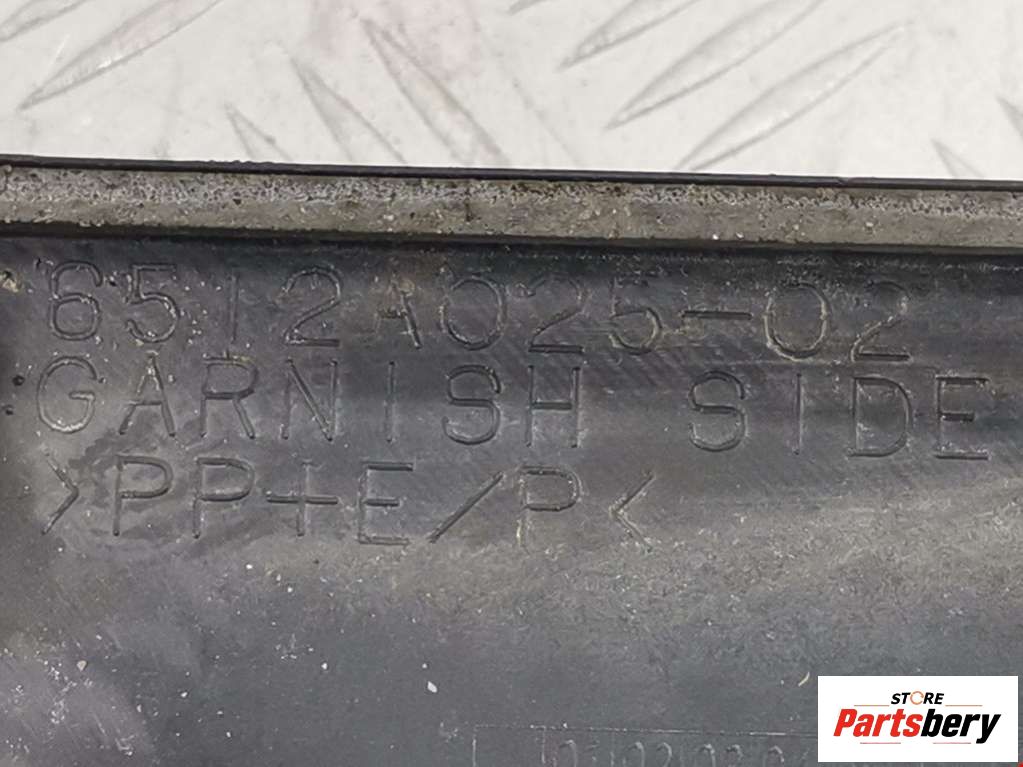 6512A025-02
GARNISH SIDE
>PP+E/P<
STORE
Partsbery